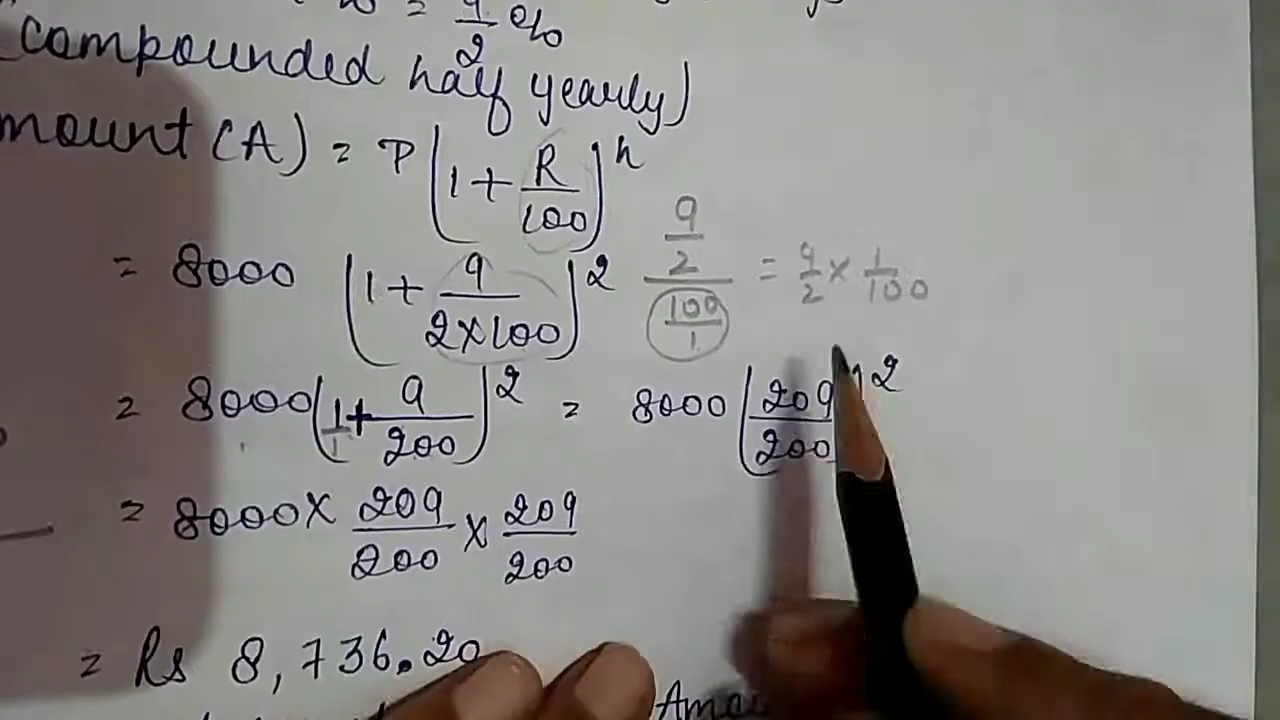 = 9/2 %
compounded half yearly)
mount (A) = P (1 + R/100)^n
= 8000 (1 + 9/(2×100))^2 (9/2)/(100/1) = 9/2 × 1/100
= 8000 (1/1 + 9/200)^2 = 8000 (209/200)^2
= 8000 × 209/200 × 209/200
= Rs 8,736.20